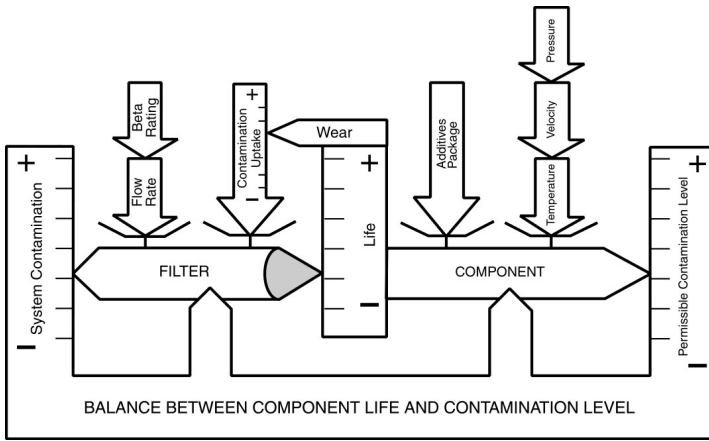 Pressure
Beta
Rating
+
Contamination
Uptake
−
Wear
Additives
Package
Velocity
+
System Contamination
−
Flow
Rate
+
Life
−
Temperature
+
Permissible Contamination Level
−
FILTER
COMPONENT
BALANCE BETWEEN COMPONENT LIFE AND CONTAMINATION LEVEL